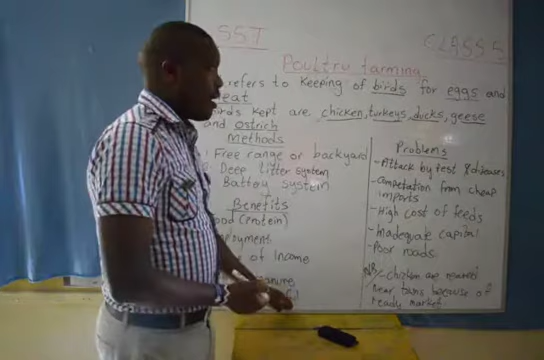 SST
CLASS 5
Poultry farming
refers to keeping of birds for eggs and
meat
Birds kept are chicken, turkeys, ducks, geese
and ostrich
Methods
Free range or backyard
Deep litter system
Battery system
Benefits
Food (protein)
of Income
Problems
-Attack by pest & diseases
-Competation from cheap
imports
-High cost of feeds
-Inadequate capital
-Poor roads
NB:-chicken are
near towns because of
ready market